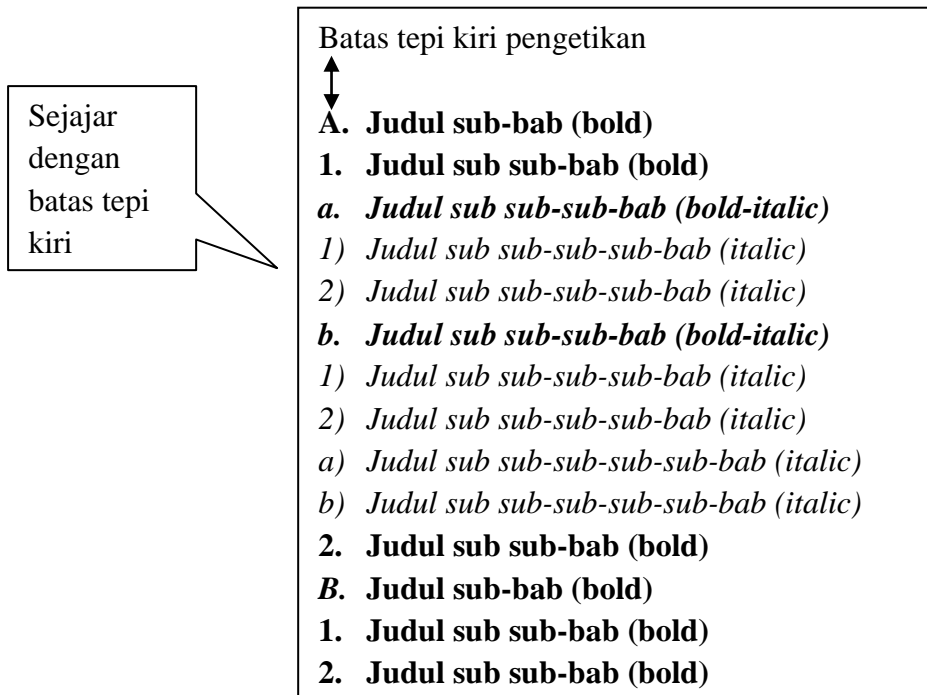 Batas tepi kiri pengetikan
Sejajar
dengan
batas tepi
kiri
A. Judul sub-bab (bold)
1. Judul sub sub-bab (bold)
a. Judul sub sub-sub-bab (bold-italic)
1) Judul sub sub-sub-sub-bab (italic)
2) Judul sub sub-sub-sub-bab (italic)
b. Judul sub sub-sub-bab (bold-italic)
1) Judul sub sub-sub-sub-bab (italic)
2) Judul sub sub-sub-sub-bab (italic)
a) Judul sub sub-sub-sub-sub-bab (italic)
b) Judul sub sub-sub-sub-sub-bab (italic)
2. Judul sub sub-bab (bold)
B. Judul sub-bab (bold)
1. Judul sub sub-bab (bold)
2. Judul sub sub-bab (bold)